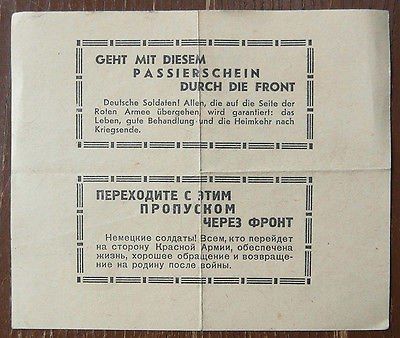 GEHT MIT DIESEM
PASSIERSCHEIN
DURCH DIE FRONT
Deutsche Soldaten! Allen, die auf die Seite der
Roten Armee übergehen, wird garantiert: das
Leben, gute Behandlung und die Heimkehr nach
Kriegsende.
ПЕРЕХОДИТЕ С ЭТИМ
ПРОПУСКОМ
ЧЕРЕЗ ФРОНТ
Немецкие солдаты! Всем, кто перейдет
на сторону Красной Армии, обеспечена
жизнь, хорошее обращение и возвраще-
ние на родину после войны.